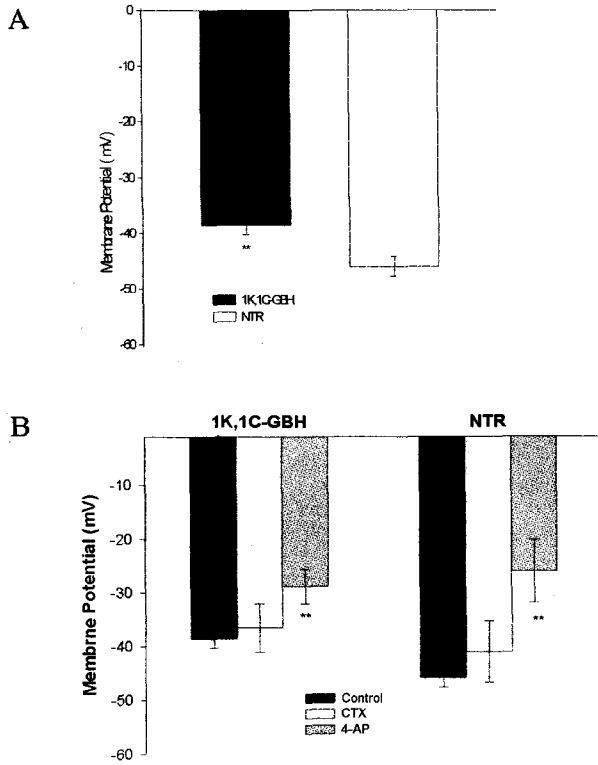 A
0
-10
-20
-30
-40
-50
-60
Membrane Potential (mV)
**
1K,1C-GBH
NTR
B
1K,1C-GBH
NTR
-10
-20
-30
-40
-50
-60
Membrne Potential (mV)
**
**
Control
CTX
4-AP